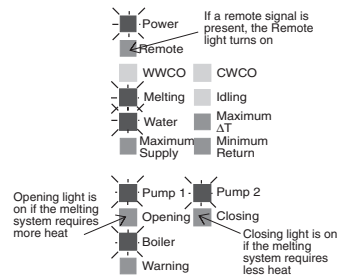 Power
If a remote signal is
present, the Remote
light turns on
Remote
WWCO CWCO
Melting Idling
Water Maximum
ΔT
Maximum
Supply Minimum
Return
Pump 1 Pump 2
Opening light is
on if the melting
system requires
more heat
Opening Closing
Closing light is on
if the melting
system requires
less heat
Boiler
Warning